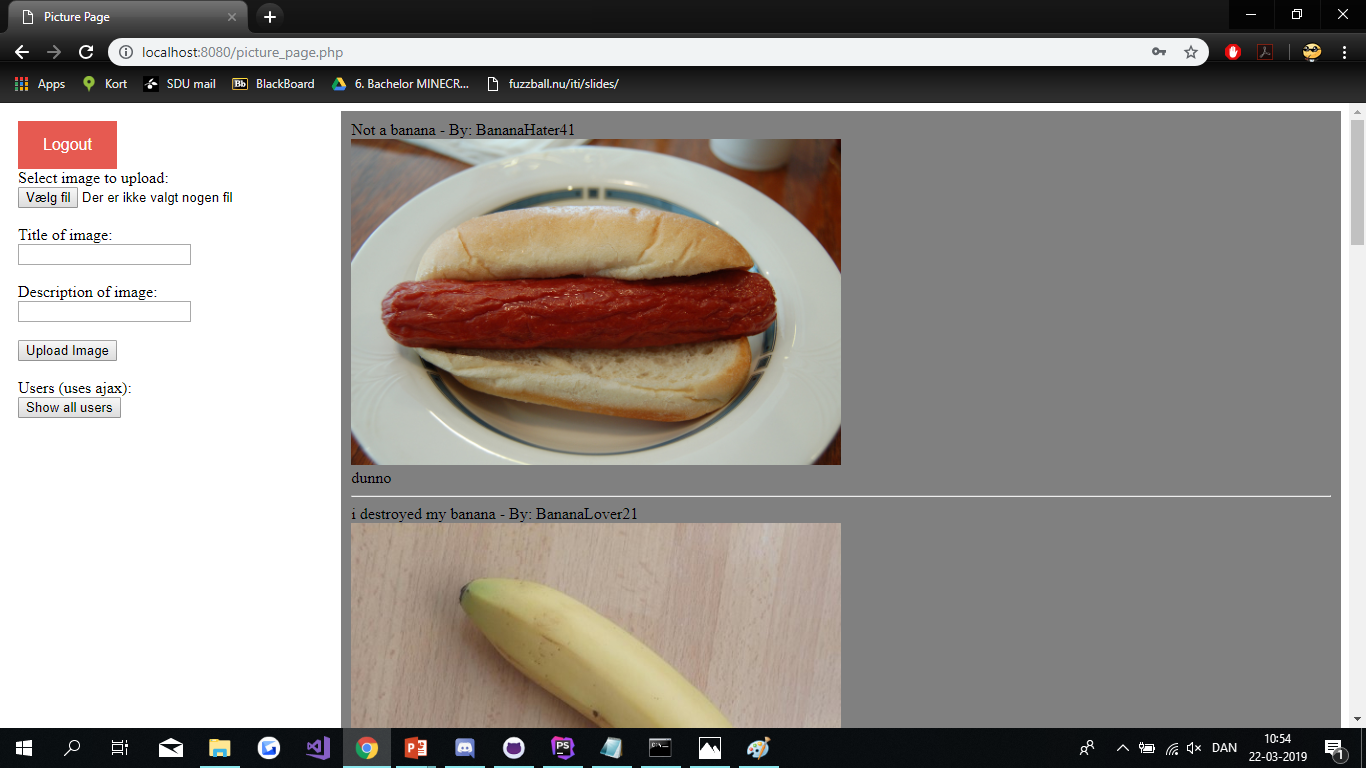 Picture Page
localhost:8080/picture_page.php
Apps
Kort
SDU mail
Bb
BlackBoard
6. Bachelor MINECR...
fuzzball.nu/iti/slides/
Logout
Select image to upload:
Vælg fil Der er ikke valgt nogen fil
Title of image:
Description of image:
Upload Image
Users (uses ajax):
Show all users
Not a banana - By: BananaHater41
dunno
i destroyed my banana - By: BananaLover21
PS
DAN
10:54
22-03-2019
1